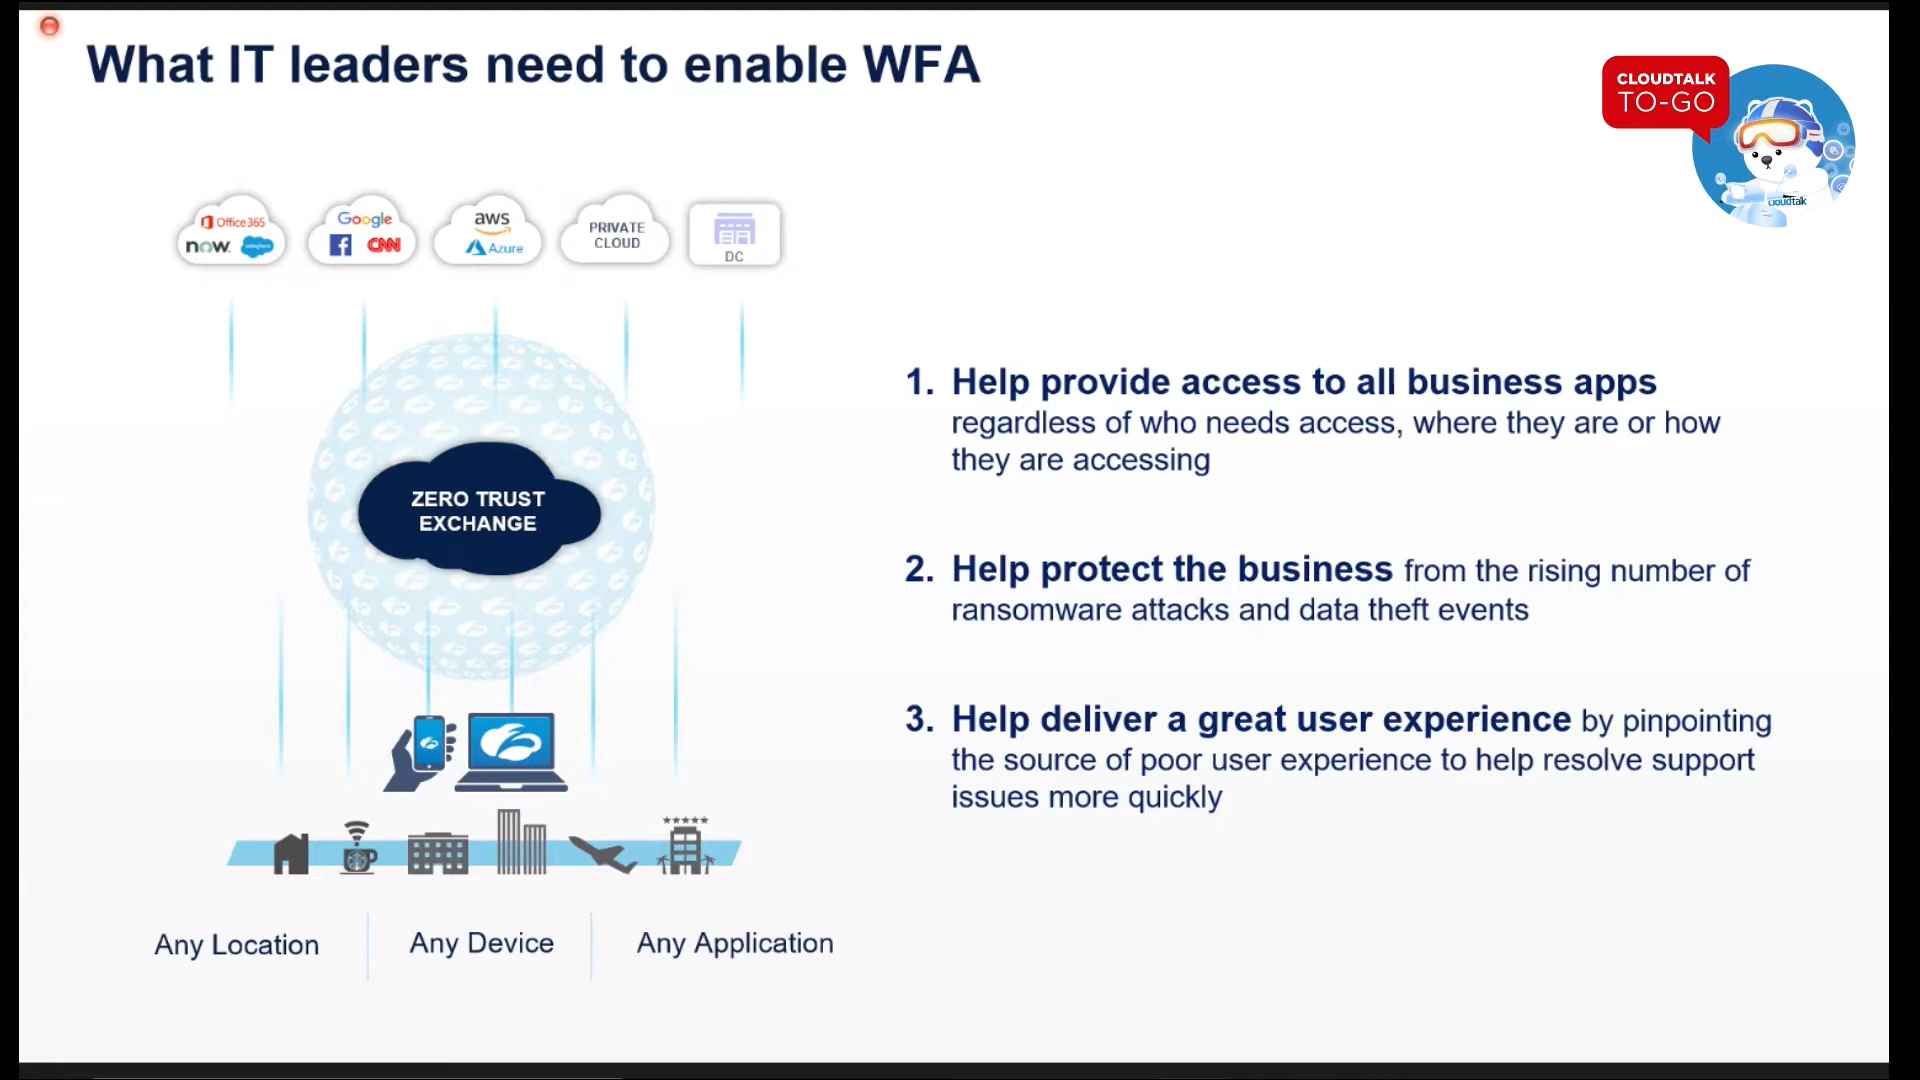 What IT leaders need to enable WFA
CLOUDTALK
TO-GO
cloudtalk
Office 365
now.
salesforce
Google
CNN
aws
Azure
PRIVATE
CLOUD
DC
ZERO TRUST
EXCHANGE
1. Help provide access to all business apps
regardless of who needs access, where they are or how
they are accessing
2. Help protect the business from the rising number of
ransomware attacks and data theft events
3. Help deliver a great user experience by pinpointing
the source of poor user experience to help resolve support
issues more quickly
Any Location
Any Device
Any Application